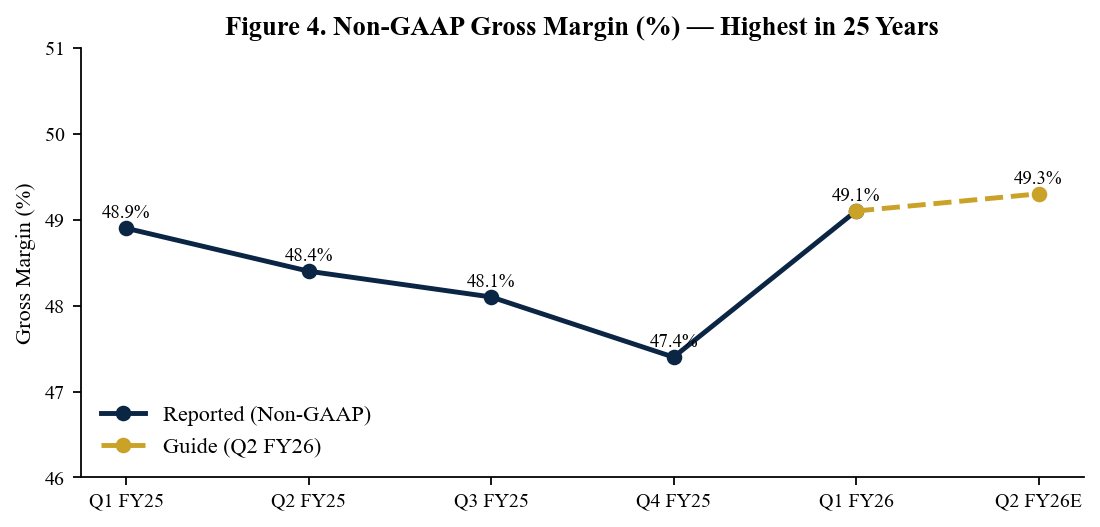 Figure 4. Non-GAAP Gross Margin (%) — Highest in 25 Years
Gross Margin (%)
51
50
49
48
47
46
48.9%
48.4%
48.1%
47.4%
49.1%
49.3%
Reported (Non-GAAP)
Guide (Q2 FY26)
Q1 FY25
Q2 FY25
Q3 FY25
Q4 FY25
Q1 FY26
Q2 FY26E